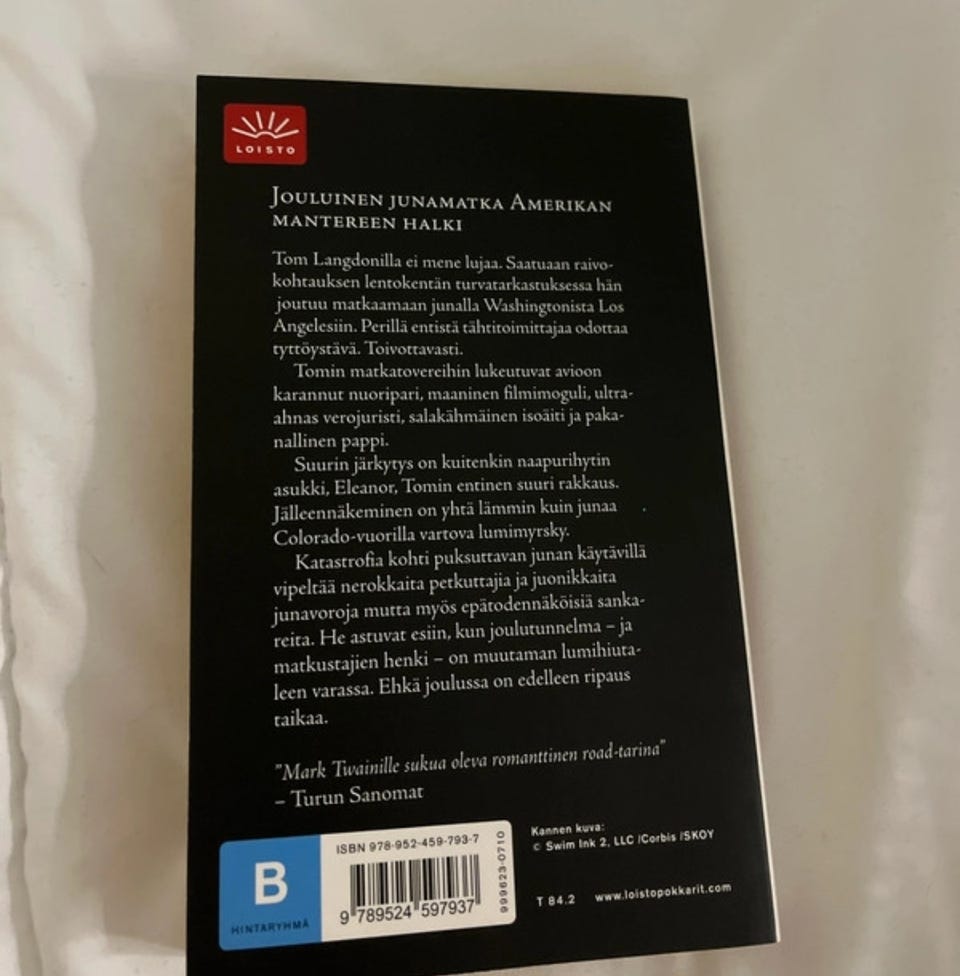 LOISTO
Jouluinen junamatka Amerikan
mantereen halki
Tom Langdonilla ei mene lujaa. Saatuaan raivo-
kohtauksen lentokentän turvatarkastuksessa hän
joutuu matkaamaan junalla Washingtonista Los
Angelesiin. Perillä entistä tähtitoimittajaa odottaa
tyttöystävä. Toivottavasti.
Tomin matkatovereihin lukeutuvat avioon
karannut nuoripari, maaninen filmimoguli, ultra-
ahnas verojuristi, salakähmäinen isoäiti ja paka-
nallinen pappi.
Suurin järkytys on kuitenkin naapurihytin
asukki, Eleanor, Tomin entinen suuri rakkaus.
Jälleennäkeminen on yhtä lämmin kuin junaa
Colorado-vuorilla vartova lumimyrsky.
Katastrofia kohti puksuttavan junan käytävillä
vipeltää nerokkaita petkuttajia ja juonikkaita
junavoroja mutta myös epätodennäköisiä sanka-
reita. He astuvat esiin, kun joulutunnelma – ja
matkustajien henki – on muutaman lumihiuta-
leen varassa. Ehkä joulussa on edelleen ripaus
taikaa.
"Mark Twainille sukua oleva romanttinen road-tarina"
– Turun Sanomat
B
HINTARYHMÄ
ISBN 978-952-459-793-7
9 789524 597937
999623-0710
Kannen kuva:
© Swim Ink 2, LLC /Corbis /SKOY
T 84.2 www.loistopokkarit.com